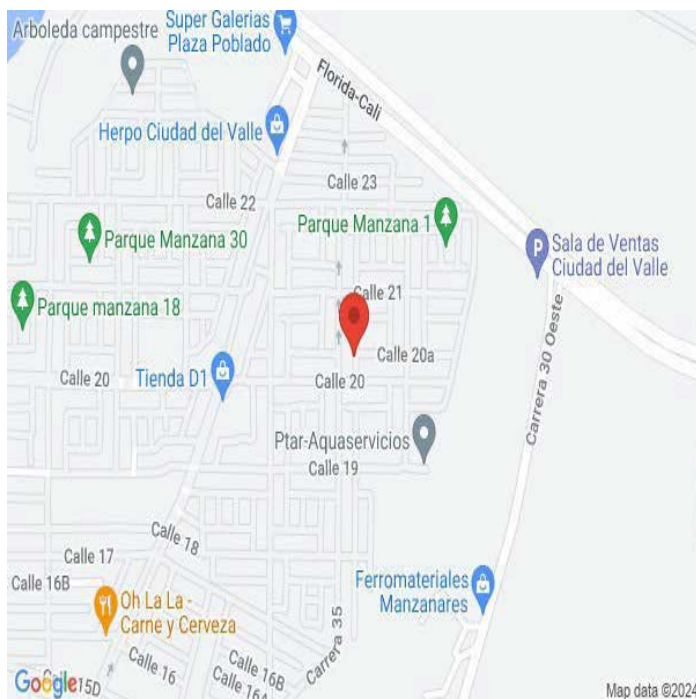 Super Galerias
Plaza Poblado
Arboleda campestre
Florida-Cali
Herpo Ciudad del Valle
Calle 23
Calle 22
Parque Manzana 1
Parque Manzana 30
Sala de Ventas
Ciudad del Valle
Calle 21
Parque manzana 18
Calle 20a
Calle 20
Tienda D1
Calle 20
Carrera 30 Oeste
Ptar-Aquaservicios
Calle 19
Calle 18
Calle 17
Calle 16B
Ferromateriales
Manzanares
Oh La La -
Carne y Cerveza
Carrera 35
Calle 16
Calle 16B
Calle 16A
Google
15D
Map data ©2024